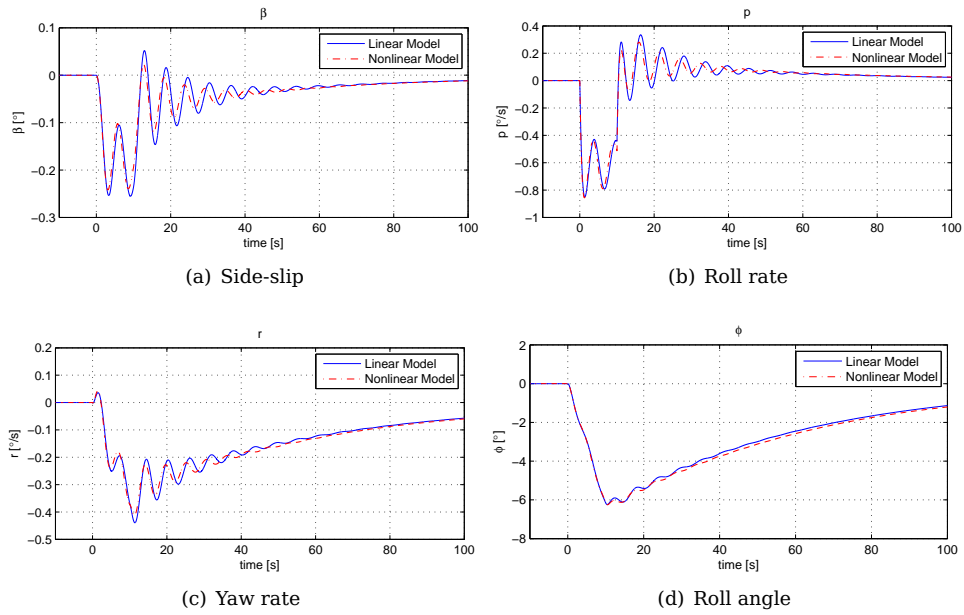 β
0.1
0
−0.1
−0.2
−0.3
β [°]
Linear Model
Nonlinear Model
0 20 40 60 80 100
time [s]
(a) Side-slip
p
0.4
0.2
0
−0.2
−0.4
−0.6
−0.8
−1
p [°/s]
Linear Model
Nonlinear Model
0 20 40 60 80 100
time [s]
(b) Roll rate
r
0.2
0.1
0
−0.1
−0.2
−0.3
−0.4
−0.5
r [°/s]
Linear Model
Nonlinear Model
0 20 40 60 80 100
time [s]
(c) Yaw rate
ϕ
2
0
−2
−4
−6
−8
ϕ [°]
Linear Model
Nonlinear Model
0 20 40 60 80 100
time [s]
(d) Roll angle